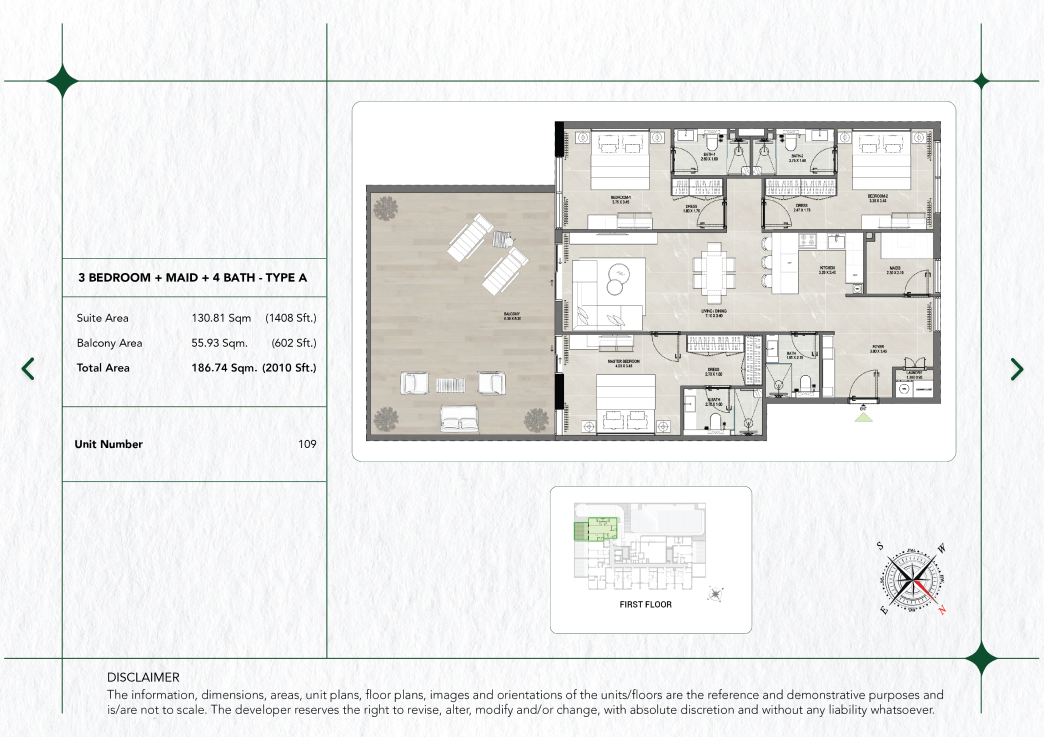 3 BEDROOM + MAID + 4 BATH - TYPE A
Suite Area 130.81 Sqm (1408 Sft.)
Balcony Area 55.93 Sqm. (602 Sft.)
Total Area 186.74 Sqm. (2010 Sft.)
Unit Number 109
BATH-1
BATH-2
BEDROOM-1
DRESS
DRESS
BEDROOM-2
KITCHEN
MAIDS
BALCONY
LIVING / DINING
MASTER BEDROOM
DRESS
BATH
FOYER
LAUNDRY
FIRST FLOOR
S
W
E
N
DISCLAIMER
The information, dimensions, areas, unit plans, floor plans, images and orientations of the units/floors are the reference and demonstrative purposes and
is/are not to scale. The developer reserves the right to revise, alter, modify and/or change, with absolute discretion and without any liability whatsoever.